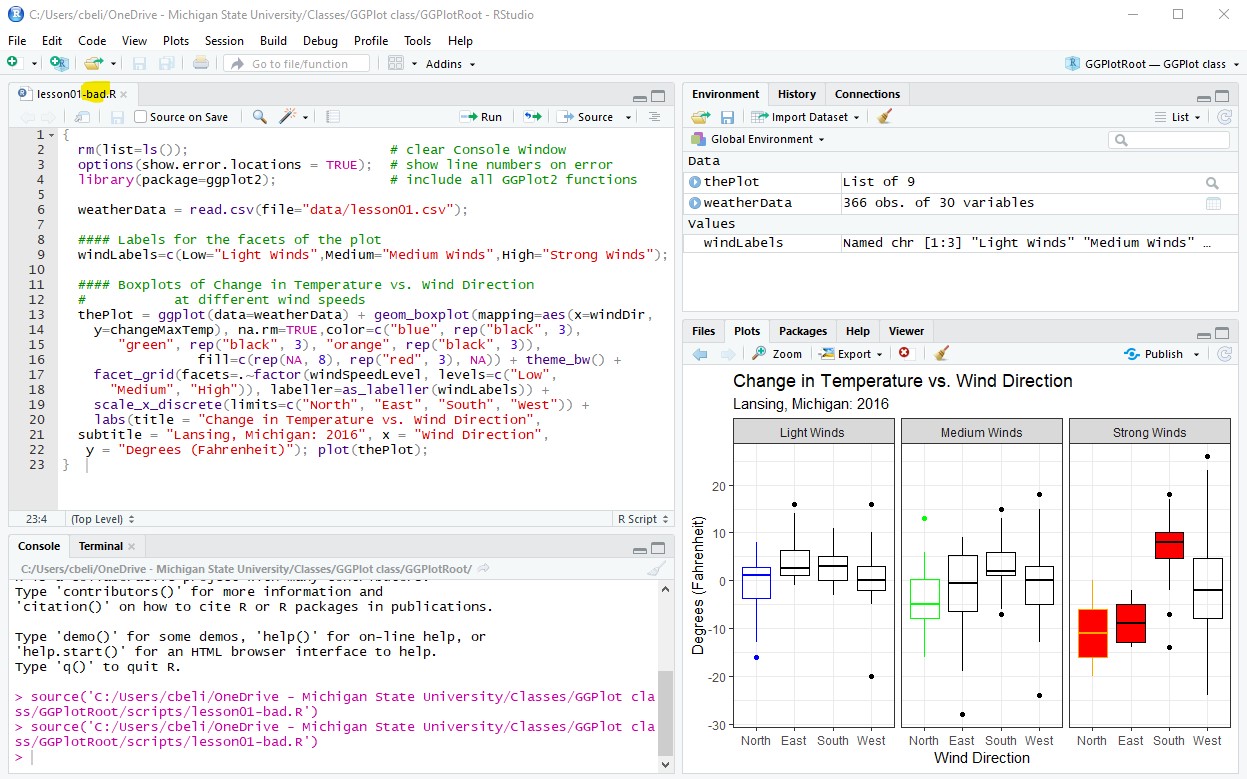 C:/Users/cbeli/OneDrive - Michigan State University/Classes/GGPlot class/GGPlotRoot - RStudio
File Edit Code View Plots Session Build Debug Profile Tools Help
Go to file/function Addins GGPlotRoot — GGPlot class
lesson01-bad.R
Source on Save Run Source
1 {
2 rm(list=ls()); # clear Console Window
3 options(show.error.locations = TRUE); # show line numbers on error
4 library(package=ggplot2); # include all GGPlot2 functions
5
6 weatherData = read.csv(file="data/lesson01.csv");
7
8 #### Labels for the facets of the plot
9 windLabels=c(Low="Light Winds",Medium="Medium Winds",High="Strong Winds");
10
11 #### Boxplots of Change in Temperature vs. Wind Direction
12 # at different wind speeds
13 thePlot = ggplot(data=weatherData) + geom_boxplot(mapping=aes(x=windDir,
14 y=changeMaxTemp), na.rm=TRUE,color=c("blue", rep("black", 3),
15 "green", rep("black", 3), "orange", rep("black", 3)),
16 fill=c(rep(NA, 8), rep("red", 3), NA)) + theme_bw() +
17 facet_grid(facets=.~factor(windSpeedLevel, levels=c("Low",
18 "Medium", "High")), labeller=as_labeller(windLabels)) +
19 scale_x_discrete(limits=c("North", "East", "South", "West")) +
20 labs(title = "Change in Temperature vs. Wind Direction",
21 subtitle = "Lansing, Michigan: 2016", x = "Wind Direction",
22 y = "Degrees (Fahrenheit)"); plot(thePlot);
23 }
23:4 (Top Level) R Script
Console Terminal
C:/Users/cbeli/OneDrive - Michigan State University/Classes/GGPlot class/GGPlotRoot/
R is a collaborative project with many contributors.
Type 'contributors()' for more information and
'citation()' on how to cite R or R packages in publications.
Type 'demo()' for some demos, 'help()' for on-line help, or
'help.start()' for an HTML browser interface to help.
Type 'q()' to quit R.
> source('C:/Users/cbeli/OneDrive - Michigan State University/Classes/GGPlot cla
ss/GGPlotRoot/scripts/lesson01-bad.R')
> source('C:/Users/cbeli/OneDrive - Michigan State University/Classes/GGPlot cla
ss/GGPlotRoot/scripts/lesson01-bad.R')
>
Environment History Connections
Import Dataset List
Global Environment
Data
thePlot List of 9
weatherData 366 obs. of 30 variables
Values
windLabels Named chr [1:3] "Light Winds" "Medium Winds" …
Files Plots Packages Help Viewer
Zoom Export Publish
Change in Temperature vs. Wind Direction
Lansing, Michigan: 2016
Light Winds Medium Winds Strong Winds
Degrees (Fahrenheit)
20
10
0
-10
-20
-30
North East South West North East South West North East South West
Wind Direction